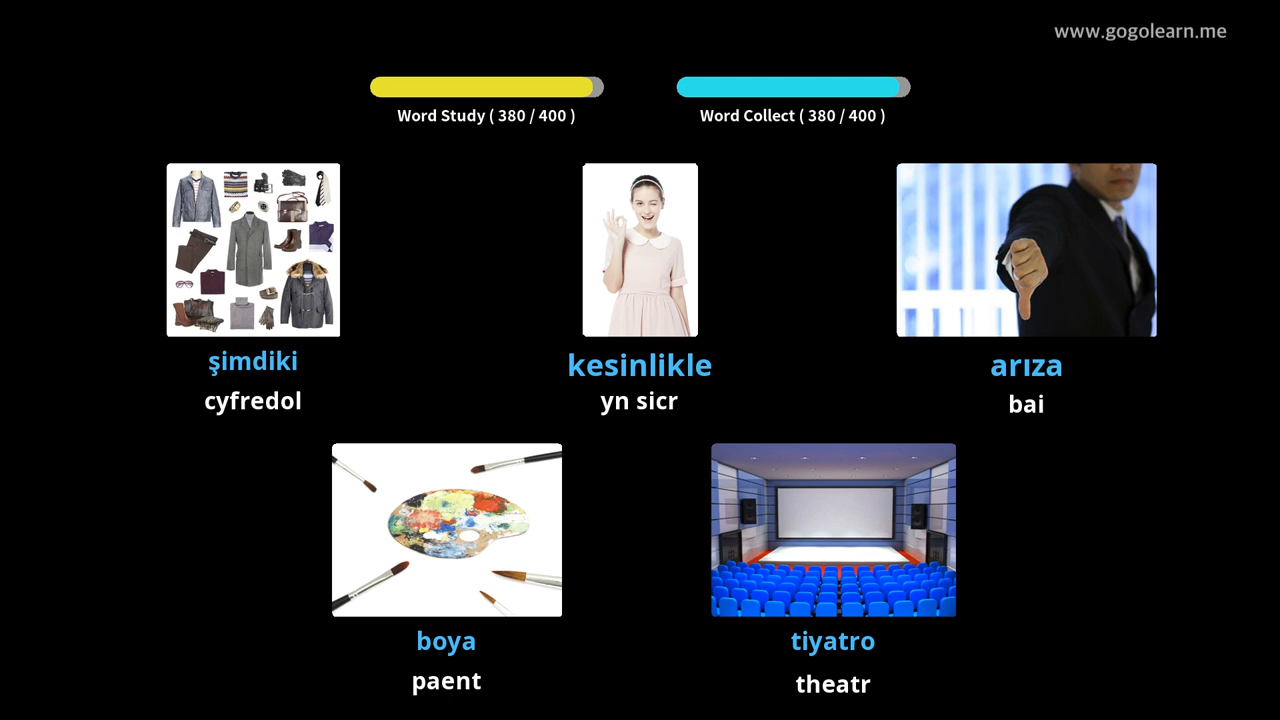 www.gogolearn.me
Word Study ( 380 / 400 )
Word Collect ( 380 / 400 )
şimdiki
cyfredol
kesinlikle
yn sicr
arıza
bai
boya
paent
tiyatro
theatr